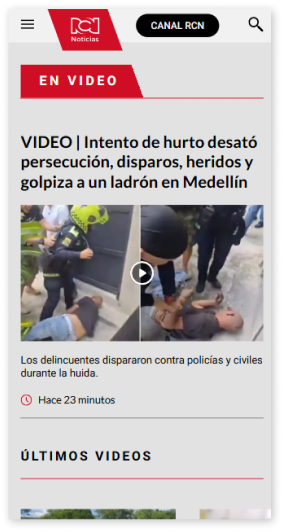 Noticias
CANAL RCN
EN VIDEO
VIDEO | Intento de hurto desató
persecución, disparos, heridos y
golpiza a un ladrón en Medellín
Los delincuentes dispararon contra policías y civiles
durante la huida.
Hace 23 minutos
ÚLTIMOS VIDEOS